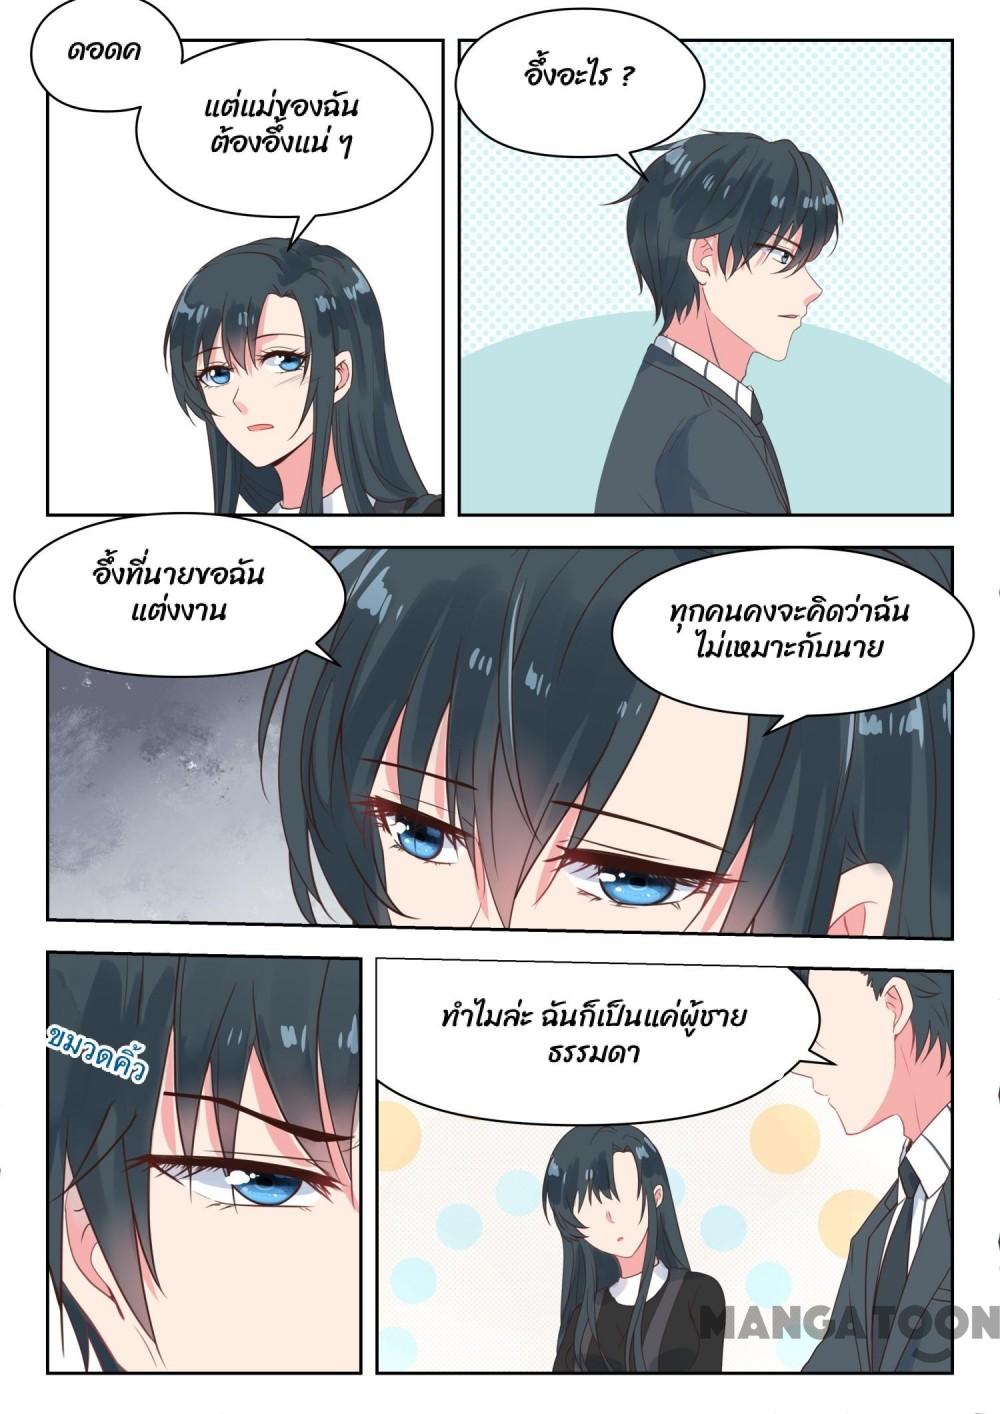 ดอดค
แต่แม่ของฉัน
ต้องอึ้งแน่ ๆ
อึ้งอะไร ?
อึ้งที่นายขอฉัน
แต่งงาน
ทุกคนคงจะคิดว่าฉัน
ไม่เหมาะกับนาย
ขมวดคิ้ว
ทำไมล่ะ ฉันก็เป็นแค่ผู้ชาย
ธรรมดา
MANGATOON